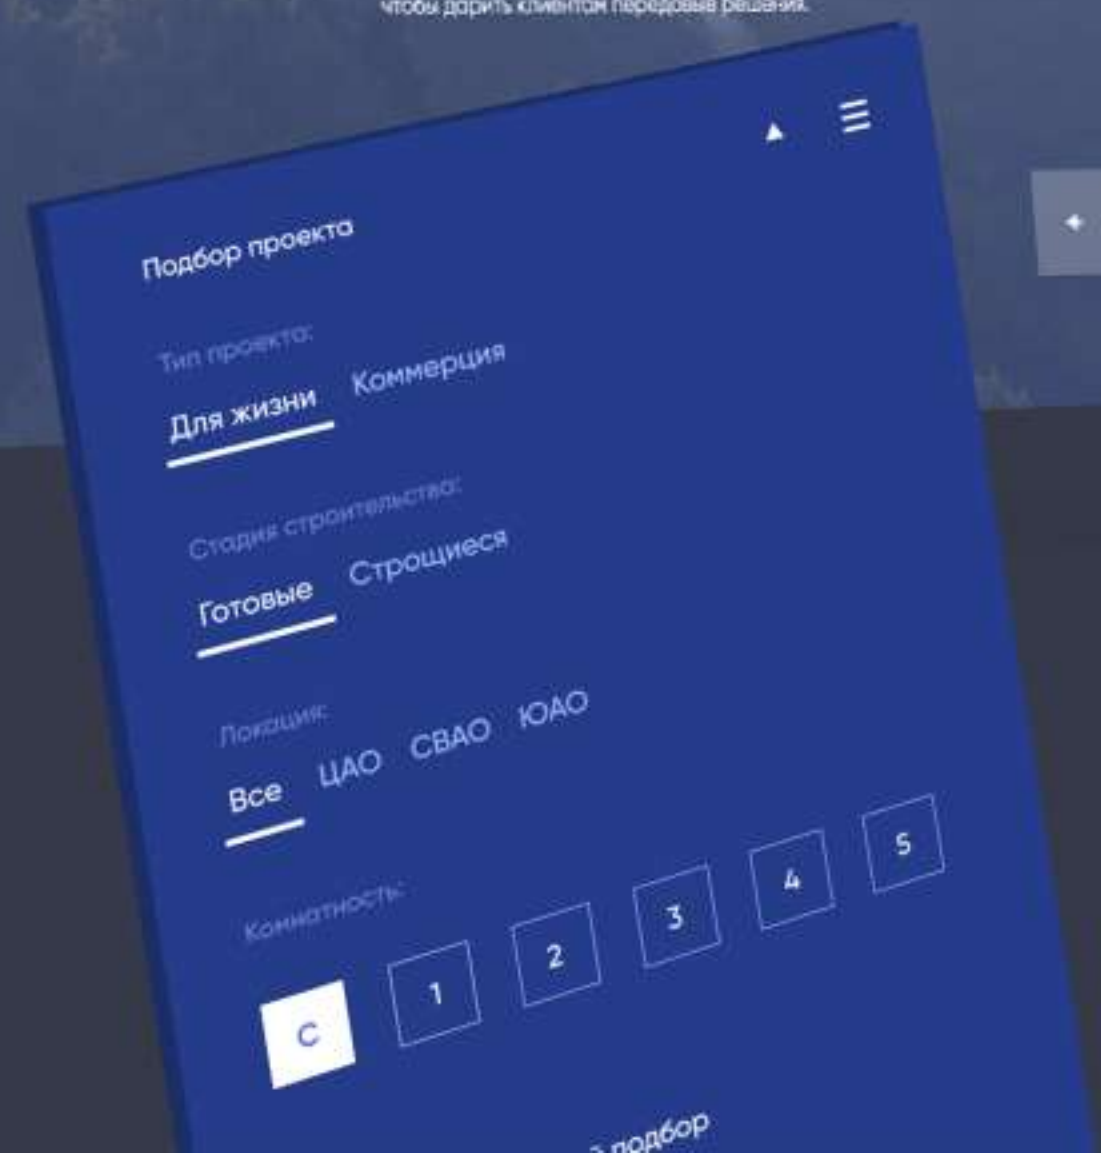 чтобы дарить клиентам передовые решения.
Подбор проекта
Тип проекта:
Для жизни Коммерция
Стадия строительства:
Готовые Строщиеся
Локация:
Все ЦАО СВАО ЮАО
Комнатность:
С 1 2 3 4 5
подбор